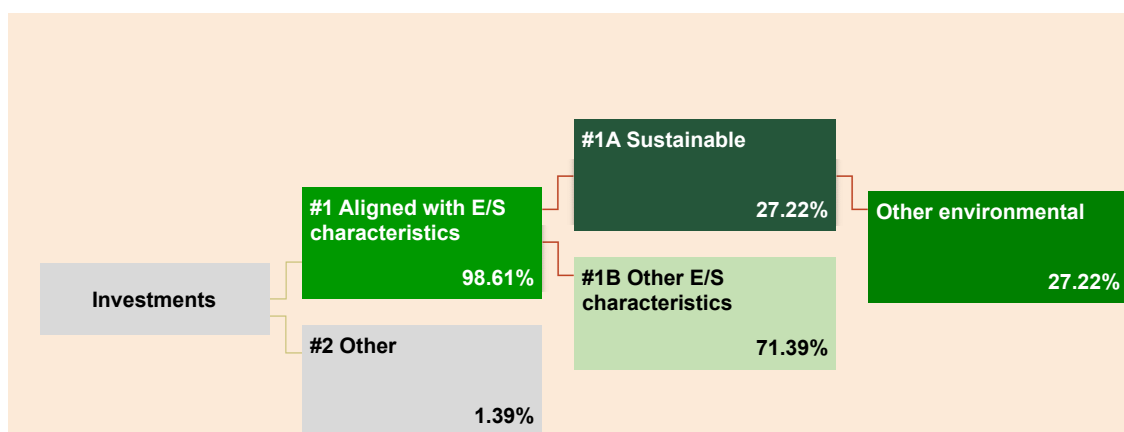 Investments
#1 Aligned with E/S
characteristics
98.61%
#2 Other
1.39%
#1A Sustainable
27.22%
#1B Other E/S
characteristics
71.39%
Other environmental
27.22%